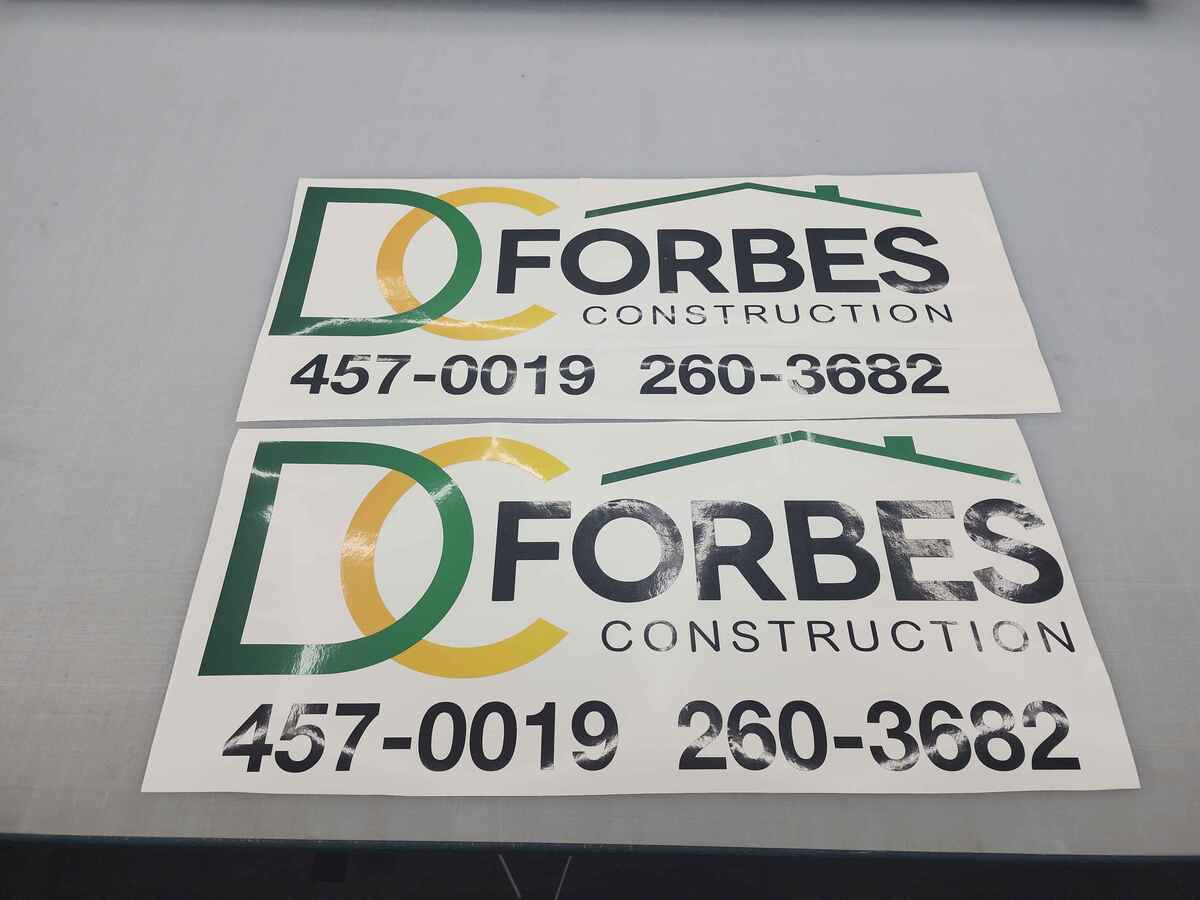 DC FORBES
CONSTRUCTION
457-0019 260-3682
DC FORBES
CONSTRUCTION
457-0019 260-3682